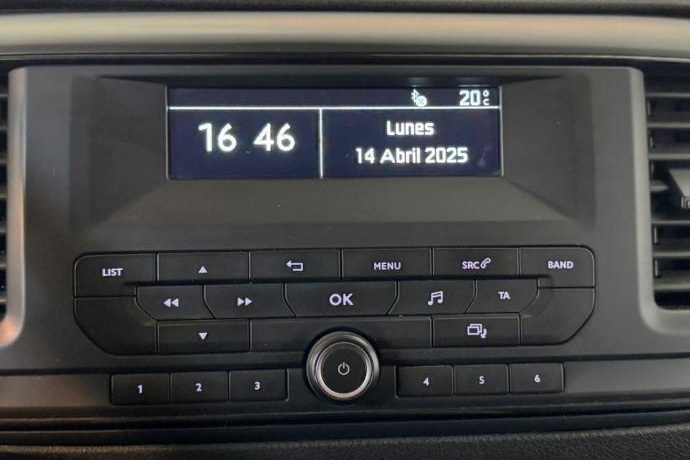 20°C
16 46
Lunes
14 Abril 2025
LIST
MENU
SRC
BAND
OK
TA
1 2 3 4 5 6